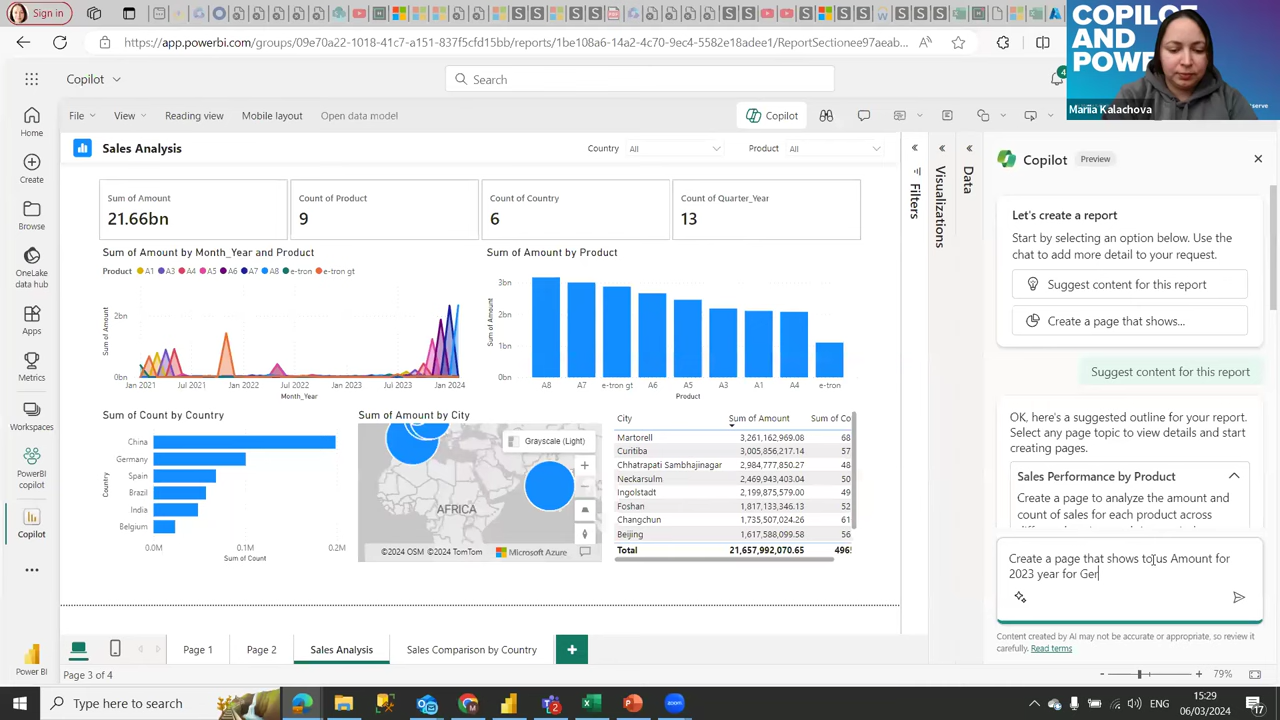 Sign in
https://app.powerbi.com/groups/09e70a22-1018-41c7-a151-837f5cfd15bb/reports/1be108a6-14a2-4c70-9ec4-5582e18adee1/ReportSectionee97aeab...
COPILOT
AND
POWE
Mariia Kalachova
Copilot
Search
4
File
View
Reading view
Mobile layout
Open data model
Copilot
Home
Create
Browse
OneLake
data hub
Apps
Metrics
Workspaces
PowerBI
copilot
Copilot
Power BI
Sales Analysis
Country
All
Product
All
Sum of Amount
21.66bn
Count of Product
9
Count of Country
6
Count of Quarter_Year
13
Sum of Amount by Month_Year and Product
Product A1 A3 A4 A5 A6 A7 A8 e-tron e-tron gt
Sum of Amount
2bn
0bn
Jan 2021 Jul 2021 Jan 2022 Jul 2022 Jan 2023 Jul 2023 Jan 2024
Month_Year
Sum of Amount by Product
Sum of Amount
3bn
2bn
1bn
0bn
A8 A7 e-tron gt A6 A5 A3 A1 A4 e-tron
Product
Sum of Count by Country
Country
China
Germany
Spain
Brazil
India
Belgium
0.0M 0.1M 0.2M
Sum of Count
Sum of Amount by City
Grayscale (Light)
AFRICA
©2024 OSM ©2024 TomTom
Microsoft Azure
City Sum of Amount Sum of Co
Martorell 3,261,162,969.08 68
Curitiba 3,005,856,217.14 57
Chhatrapati Sambhajinagar 2,984,777,850.27
Neckarsulm 2,469,943,430.07 50
Ingolstadt 2,199,875,579.00 49
Foshan 1,817,133,346.13 52
Changchun 1,735,507,024.26 61
Beijing 1,617,588,099.58
Total 21,657,992,070.65 496
Filters
Visualizations
Data
Copilot
Preview
Let's create a report
Start by selecting an option below. Use the
chat to add more detail to your request.
Suggest content for this report
Create a page that shows...
Suggest content for this report
OK, here's a suggested outline for your report.
Select any page topic to view details and start
creating pages.
Sales Performance by Product
Create a page to analyze the amount and
count of sales for each product across
Create a page that shows to us Amount for
2023 year for Ger
Content created by AI may not be accurate or appropriate, so review it
carefully. Read terms
Page 1
Page 2
Sales Analysis
Sales Comparison by Country
Page 3 of 4
79%
Type here to search
ENG
15:29
06/03/2024
17